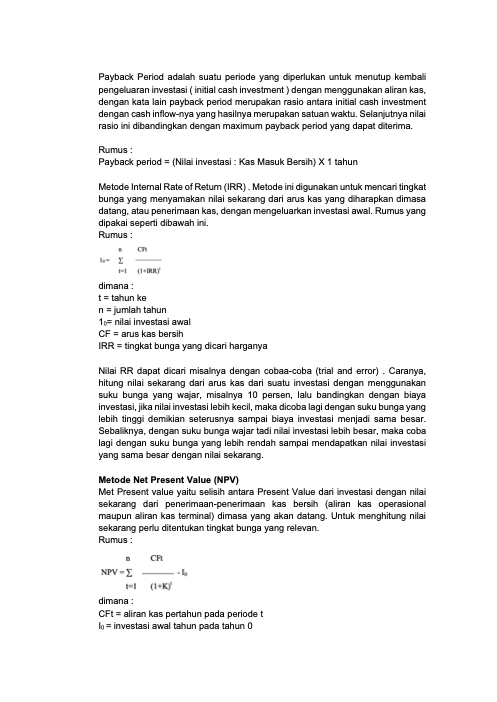 Payback Period adalah suatu periode yang diperlukan untuk menutup kembali
pengeluaran investasi ( initial cash investment ) dengan menggunakan aliran kas,
dengan kata lain payback period merupakan rasio antara initial cash investment
dengan cash inflow-nya yang hasilnya merupakan satuan waktu. Selanjutnya nilai
rasio ini dibandingkan dengan maximum payback period yang dapat diterima.
Rumus :
Payback period = (Nilai investasi : Kas Masuk Bersih) X 1 tahun
Metode Internal Rate of Return (IRR) . Metode ini digunakan untuk mencari tingkat
bunga yang menyamakan nilai sekarang dari arus kas yang diharapkan dimasa
datang, atau penerimaan kas, dengan mengeluarkan investasi awal. Rumus yang
dipakai seperti dibawah ini.
Rumus :
n CFt
I₀ = Σ ———
t=1 (1+IRR)ᵗ
dimana :
t = tahun ke
n = jumlah tahun
1₀= nilai investasi awal
CF = arus kas bersih
IRR = tingkat bunga yang dicari harganya
Nilai RR dapat dicari misalnya dengan cobaa-coba (trial and error) . Caranya,
hitung nilai sekarang dari arus kas dari suatu investasi dengan menggunakan
suku bunga yang wajar, misalnya 10 persen, lalu bandingkan dengan biaya
investasi, jika nilai investasi lebih kecil, maka dicoba lagi dengan suku bunga yang
lebih tinggi demikian seterusnya sampai biaya investasi menjadi sama besar.
Sebaliknya, dengan suku bunga wajar tadi nilai investasi lebih besar, maka coba
lagi dengan suku bunga yang lebih rendah sampai mendapatkan nilai investasi
yang sama besar dengan nilai sekarang.
Metode Net Present Value (NPV)
Met Present value yaitu selisih antara Present Value dari investasi dengan nilai
sekarang dari penerimaan-penerimaan kas bersih (aliran kas operasional
maupun aliran kas terminal) dimasa yang akan datang. Untuk menghitung nilai
sekarang perlu ditentukan tingkat bunga yang relevan.
Rumus :
n CFt
NPV = Σ ——— - I₀
t=1 (1+K)ᵗ
dimana :
CFt = aliran kas pertahun pada periode t
I₀ = investasi awal tahun pada tahun 0